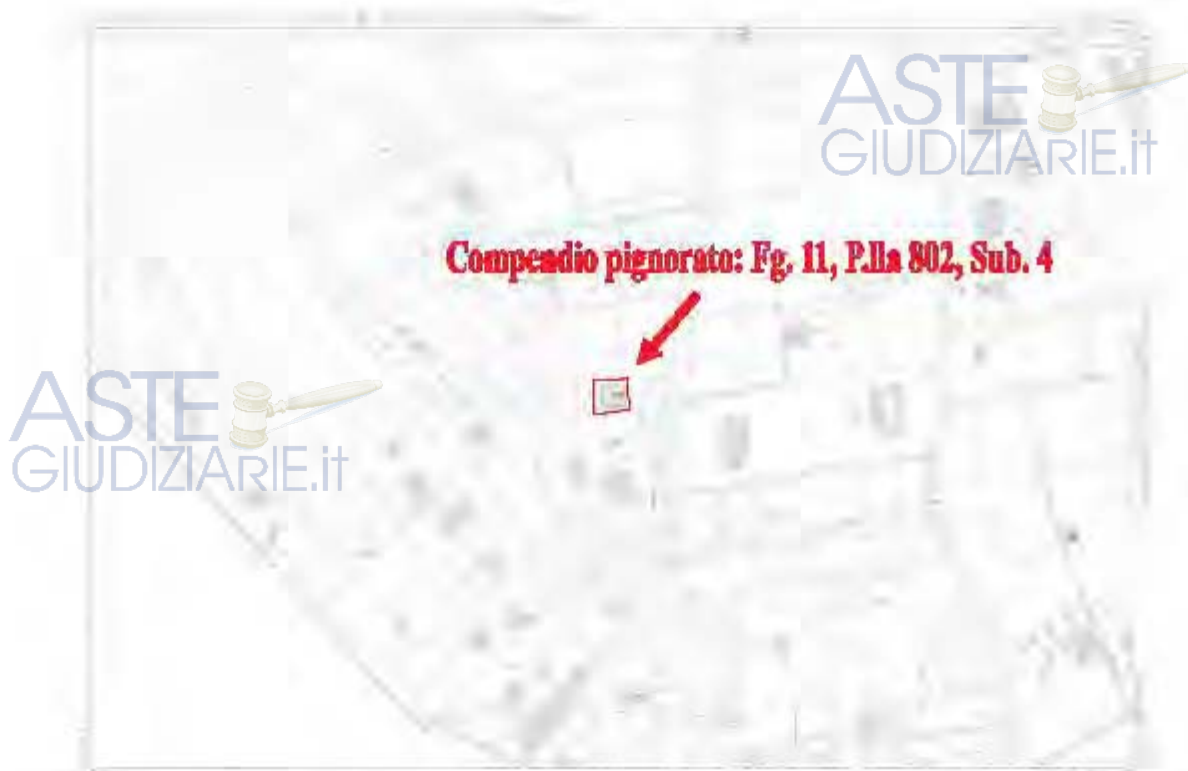 ASTE
GIUDIZIARIE.it
Compendio pignorato: Fg. 11, P.lla 802, Sub. 4
ASTE
GIUDIZIARIE.it